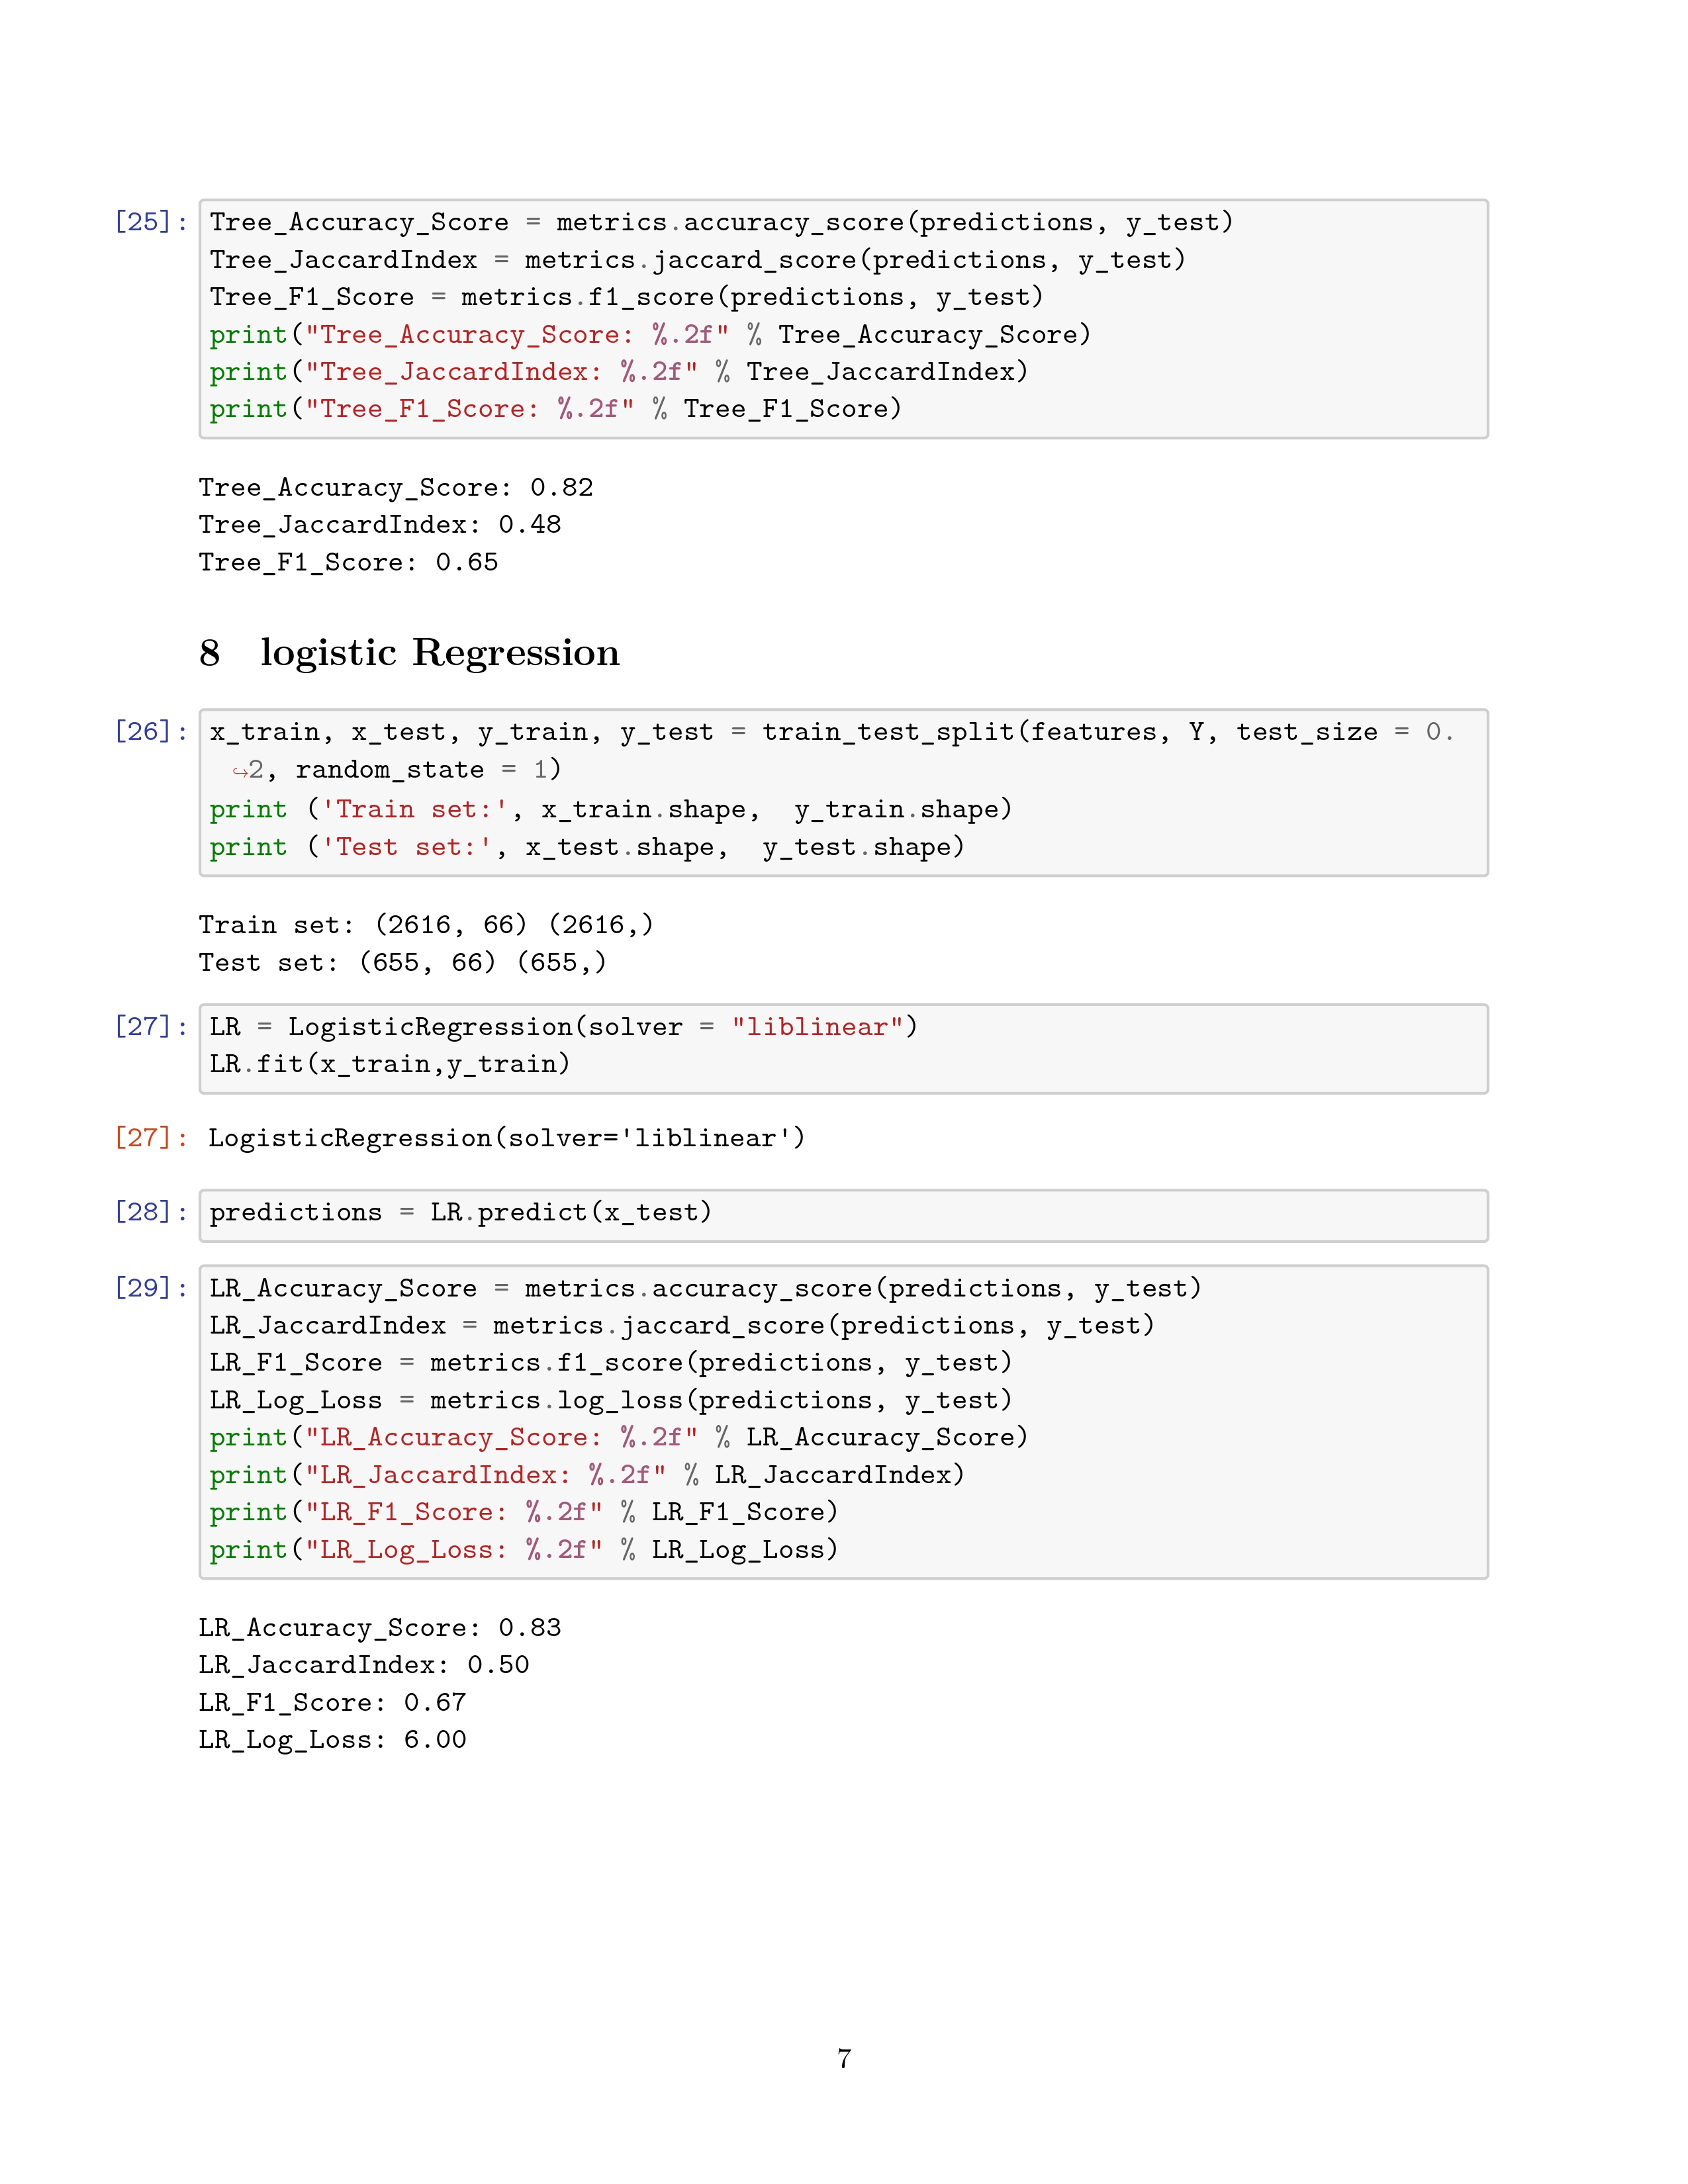 [25]: Tree_Accuracy_Score = metrics.accuracy_score(predictions, y_test)
Tree_JaccardIndex = metrics.jaccard_score(predictions, y_test)
Tree_F1_Score = metrics.f1_score(predictions, y_test)
print("Tree_Accuracy_Score: %.2f" % Tree_Accuracy_Score)
print("Tree_JaccardIndex: %.2f" % Tree_JaccardIndex)
print("Tree_F1_Score: %.2f" % Tree_F1_Score)
Tree_Accuracy_Score: 0.82
Tree_JaccardIndex: 0.48
Tree_F1_Score: 0.65
8 logistic Regression
[26]: x_train, x_test, y_train, y_test = train_test_split(features, Y, test_size = 0.
↪2, random_state = 1)
print ('Train set:', x_train.shape,  y_train.shape)
print ('Test set:', x_test.shape,  y_test.shape)
Train set: (2616, 66) (2616,)
Test set: (655, 66) (655,)
[27]: LR = LogisticRegression(solver = "liblinear")
LR.fit(x_train,y_train)
[27]: LogisticRegression(solver='liblinear')
[28]: predictions = LR.predict(x_test)
[29]: LR_Accuracy_Score = metrics.accuracy_score(predictions, y_test)
LR_JaccardIndex = metrics.jaccard_score(predictions, y_test)
LR_F1_Score = metrics.f1_score(predictions, y_test)
LR_Log_Loss = metrics.log_loss(predictions, y_test)
print("LR_Accuracy_Score: %.2f" % LR_Accuracy_Score)
print("LR_JaccardIndex: %.2f" % LR_JaccardIndex)
print("LR_F1_Score: %.2f" % LR_F1_Score)
print("LR_Log_Loss: %.2f" % LR_Log_Loss)
LR_Accuracy_Score: 0.83
LR_JaccardIndex: 0.50
LR_F1_Score: 0.67
LR_Log_Loss: 6.00
7